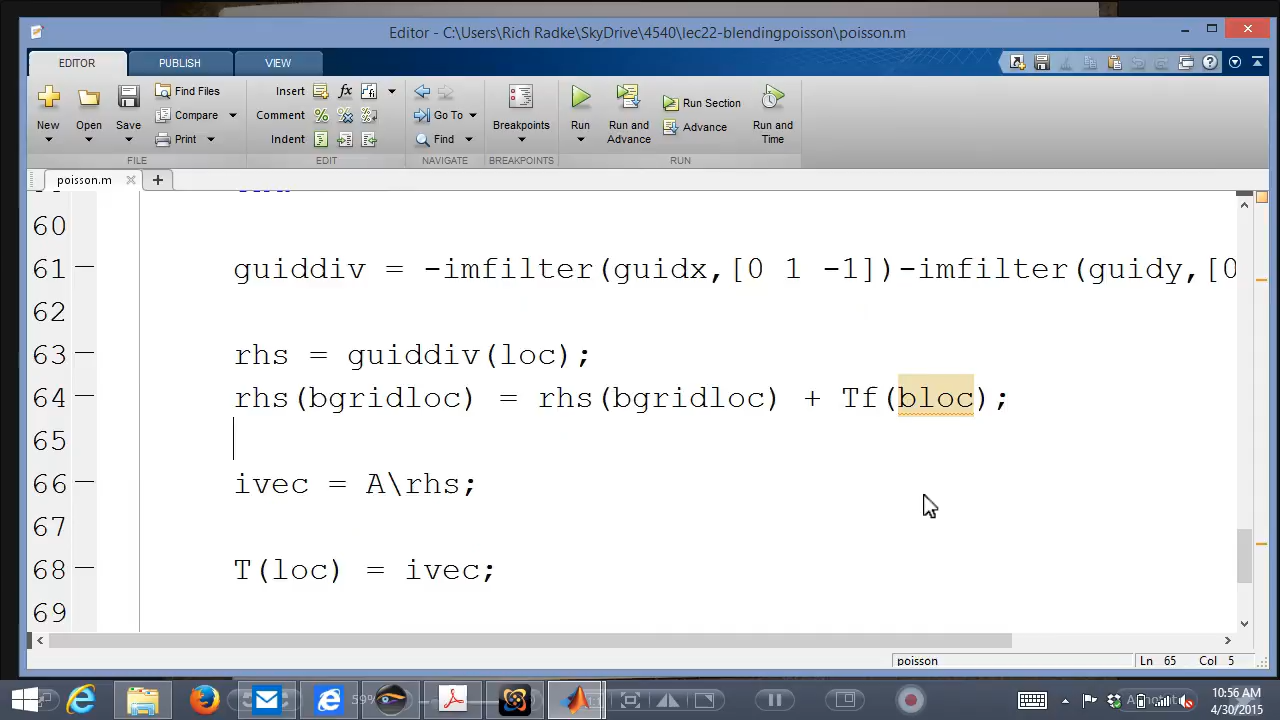 Editor - C:\Users\Rich Radke\SkyDrive\4540\lec22-blendingpoisson\poisson.m
EDITOR PUBLISH VIEW
New Open Save Find Files Compare Print
Insert Comment Indent
Go To Find
Breakpoints
Run Run and Advance Run Section Advance Run and Time
FILE EDIT NAVIGATE BREAKPOINTS RUN
poisson.m
60
61 guiddiv = -imfilter(guidx,[0 1 -1])-imfilter(guidy,[0
62
63 rhs = guiddiv(loc);
64 rhs(bgridloc) = rhs(bgridloc) + Tf(bloc);
65
66 ivec = A\rhs;
67
68 T(loc) = ivec;
69
poisson Ln 65 Col 5
59%
10:56 AM
4/30/2015